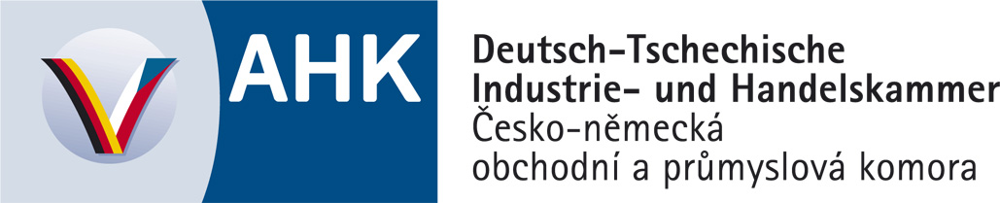 AHK
Deutsch-Tschechische
Industrie- und Handelskammer
Česko-německá
obchodní a průmyslová komora